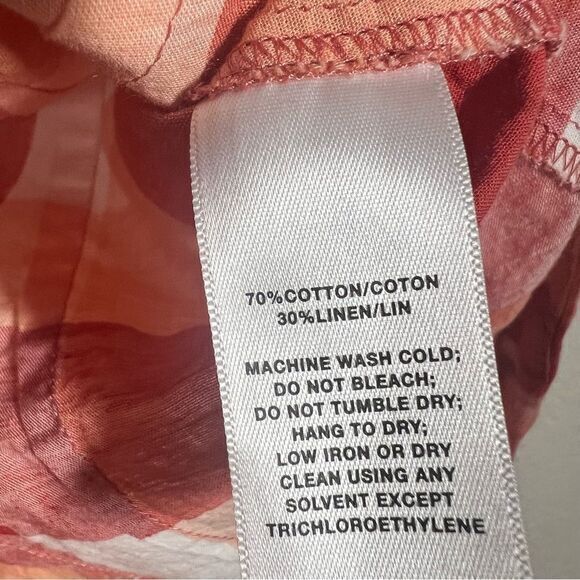 70%COTTON/COTON
30%LINEN/LIN
MACHINE WASH COLD;
DO NOT BLEACH;
DO NOT TUMBLE DRY;
HANG TO DRY;
LOW IRON OR DRY
CLEAN USING ANY
SOLVENT EXCEPT
TRICHLOROETHYLENE